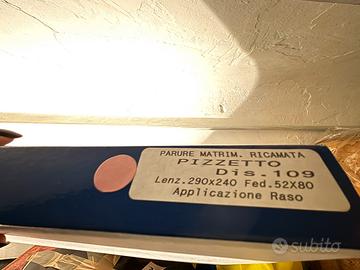 PARURE MATRIM. RICAMATA
PIZZETTO
Dis.109
Lenz.290x240 Fed.52X80
Applicazione Raso
subito